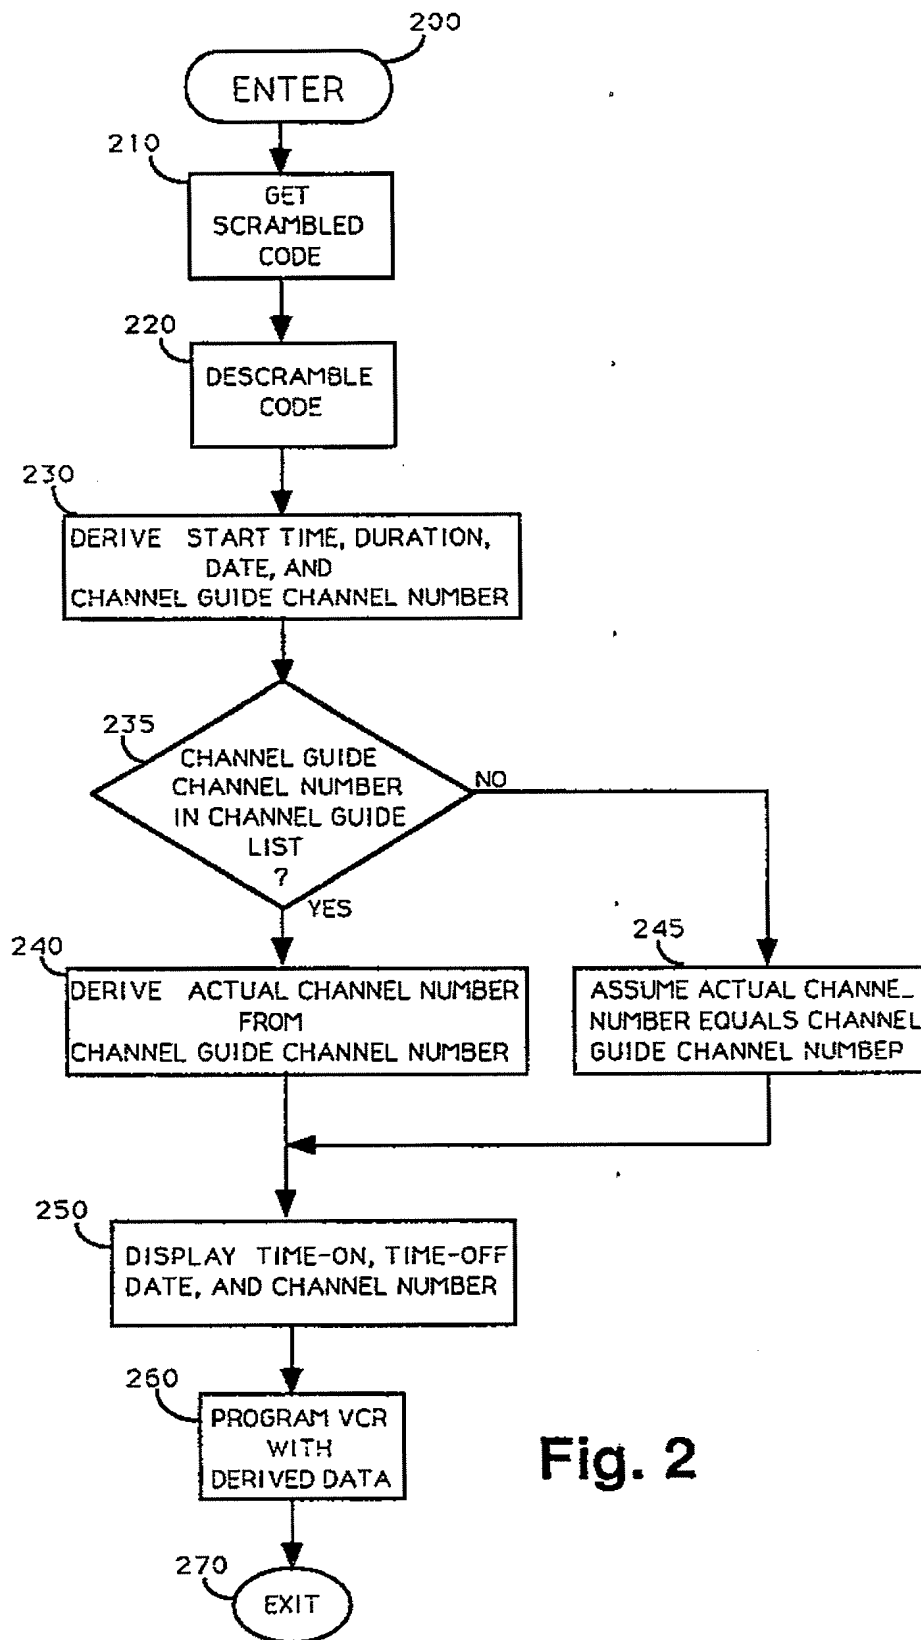 200
ENTER
210
GET
SCRAMBLED
CODE
220
DESCRAMBLE
CODE
230
DERIVE START TIME, DURATION,
DATE, AND
CHANNEL GUIDE CHANNEL NUMBER
235
CHANNEL GUIDE
CHANNEL NUMBER
IN CHANNEL GUIDE
LIST
?
NO
YES
240
DERIVE ACTUAL CHANNEL NUMBER
FROM
CHANNEL GUIDE CHANNEL NUMBER
245
ASSUME ACTUAL CHANNEL
NUMBER EQUALS CHANNEL
GUIDE CHANNEL NUMBER
250
DISPLAY TIME-ON, TIME-OFF
DATE, AND CHANNEL NUMBER
260
PROGRAM VCR
WITH
DERIVED DATA
Fig. 2
270
EXIT